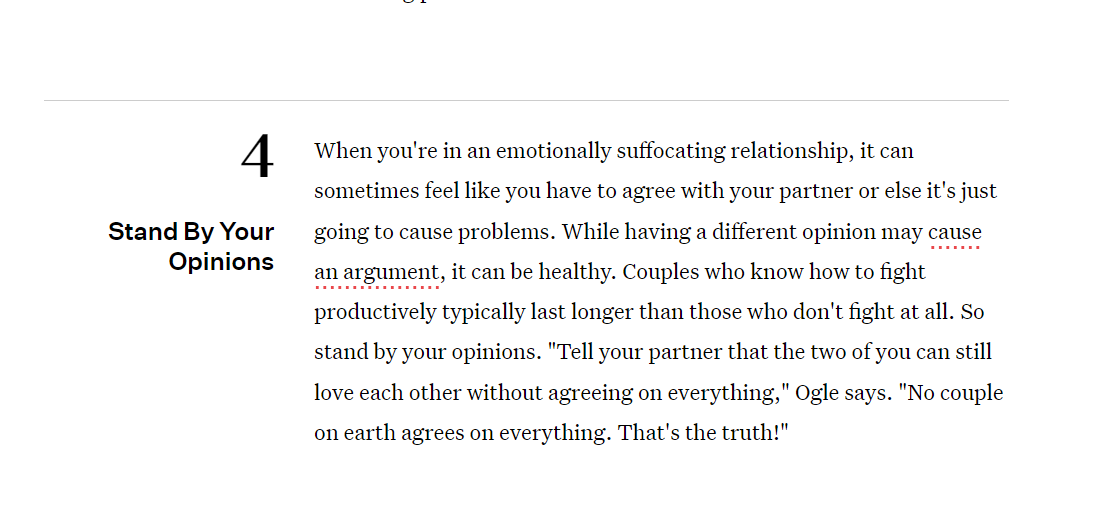 4
Stand By Your
Opinions
When you're in an emotionally suffocating relationship, it can
sometimes feel like you have to agree with your partner or else it's just
going to cause problems. While having a different opinion may cause
an argument, it can be healthy. Couples who know how to fight
productively typically last longer than those who don't fight at all. So
stand by your opinions. "Tell your partner that the two of you can still
love each other without agreeing on everything," Ogle says. "No couple
on earth agrees on everything. That's the truth!"